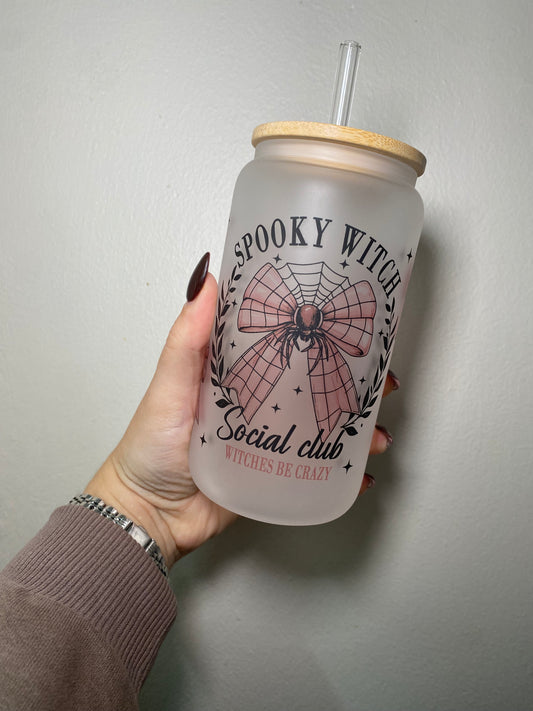 SPOOKY WITCH
Social club
WITCHES BE CRAZY